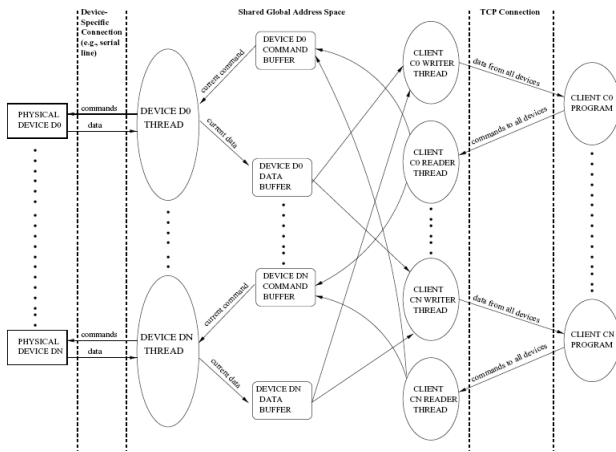 Device-
Specific
Connection
(e.g., serial
line)
Shared Global Address Space
TCP Connection
DEVICE D0
COMMAND
BUFFER
current command
CLIENT
C0 WRITER
THREAD
data from all devices
PHYSICAL
DEVICE D0
commands
data
DEVICE D0
THREAD
CLIENT C0
PROGRAM
current data
commands to all devices
CLIENT
C0 READER
THREAD
DEVICE D0
DATA
BUFFER
DEVICE DN
COMMAND
BUFFER
current command
CLIENT
CN WRITER
THREAD
data from all devices
PHYSICAL
DEVICE DN
commands
data
DEVICE DN
THREAD
CLIENT CN
PROGRAM
current data
commands to all devices
DEVICE DN
DATA
BUFFER
CLIENT
CN READER
THREAD